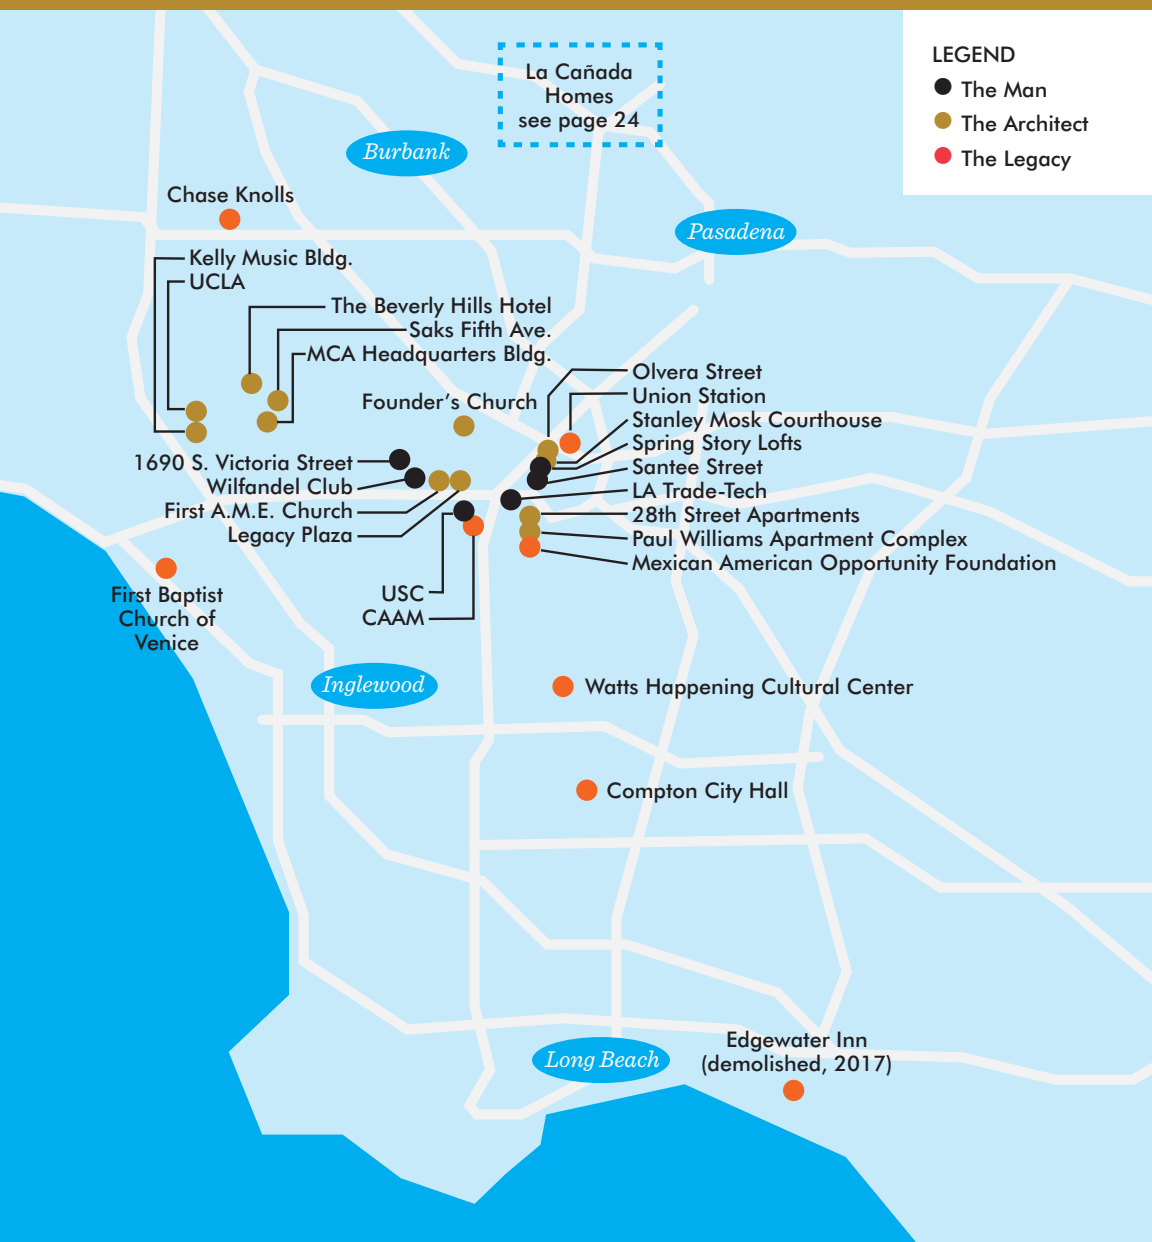 LEGEND
The Man
The Architect
The Legacy
La Cañada
Homes
see page 24
Burbank
Pasadena
Chase Knolls
Kelly Music Bldg.
UCLA
The Beverly Hills Hotel
Saks Fifth Ave.
MCA Headquarters Bldg.
Founder's Church
Olvera Street
Union Station
Stanley Mosk Courthouse
Spring Story Lofts
Santee Street
LA Trade-Tech
28th Street Apartments
Paul Williams Apartment Complex
Mexican American Opportunity Foundation
1690 S. Victoria Street
Wilfandel Club
First A.M.E. Church
Legacy Plaza
USC
CAAM
First Baptist
Church of
Venice
Inglewood
Watts Happening Cultural Center
Compton City Hall
Long Beach
Edgewater Inn
(demolished, 2017)